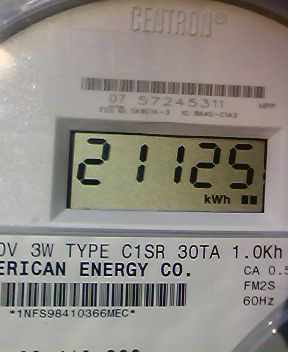 CENTRON®
07 57245311 HPP
21125
kWh
0V 3W TYPE C1SR 30TA 1.0Kh
ERICAN ENERGY CO. CA 0.5
FM2S
*1NFS98410366MEC* 60Hz